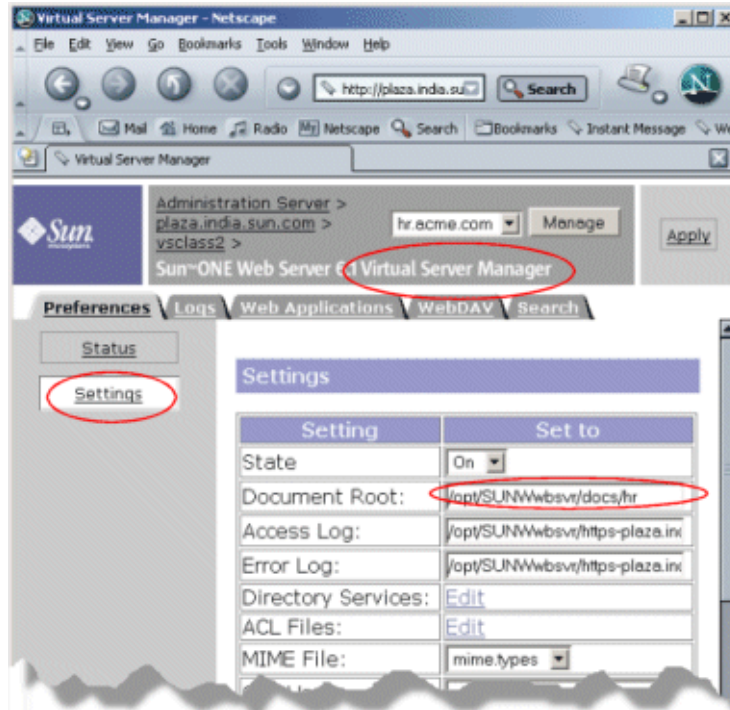 Virtual Server Manager - Netscape
File Edit View Go Bookmarks Tools Window Help
http://plaza.india.su Search
Mail Home Radio My Netscape Search Bookmarks Instant Message We
Virtual Server Manager
Sun
Administration Server >
plaza.india.sun.com >
vsclass2 >
hr.acme.com Manage
Apply
Sun ONE Web Server 6.1 Virtual Server Manager
Preferences Logs Web Applications WebDAV Search
Status
Settings
Settings
Setting Set to
State On
Document Root: /opt/SUNWwbsvr/docs/hr
Access Log: /opt/SUNWwbsvr/https-plaza.in
Error Log: /opt/SUNWwbsvr/https-plaza.in
Directory Services: Edit
ACL Files: Edit
MIME File: mime.types